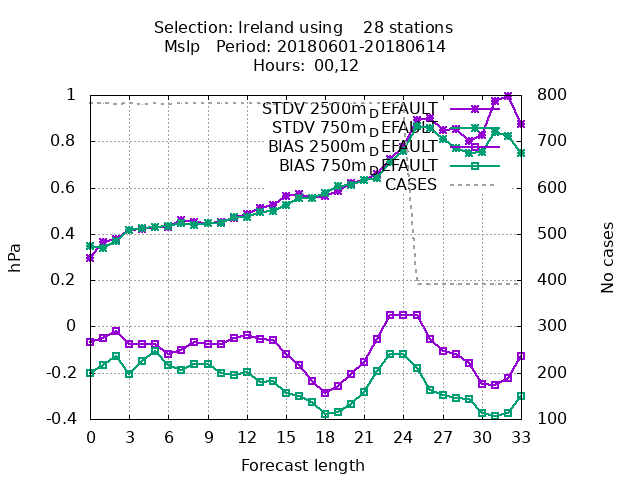 Selection: Ireland using 28 stations
Mslp Period: 20180601-20180614
Hours: 00,12
STDV 2500m_DEFAULT
STDV 750m_DEFAULT
BIAS 2500m_DEFAULT
BIAS 750m_DEFAULT
CASES
1
0.8
0.6
0.4
0.2
0
-0.2
-0.4
hPa
800
700
600
500
400
300
200
100
No cases
0 3 6 9 12 15 18 21 24 27 30 33
Forecast length